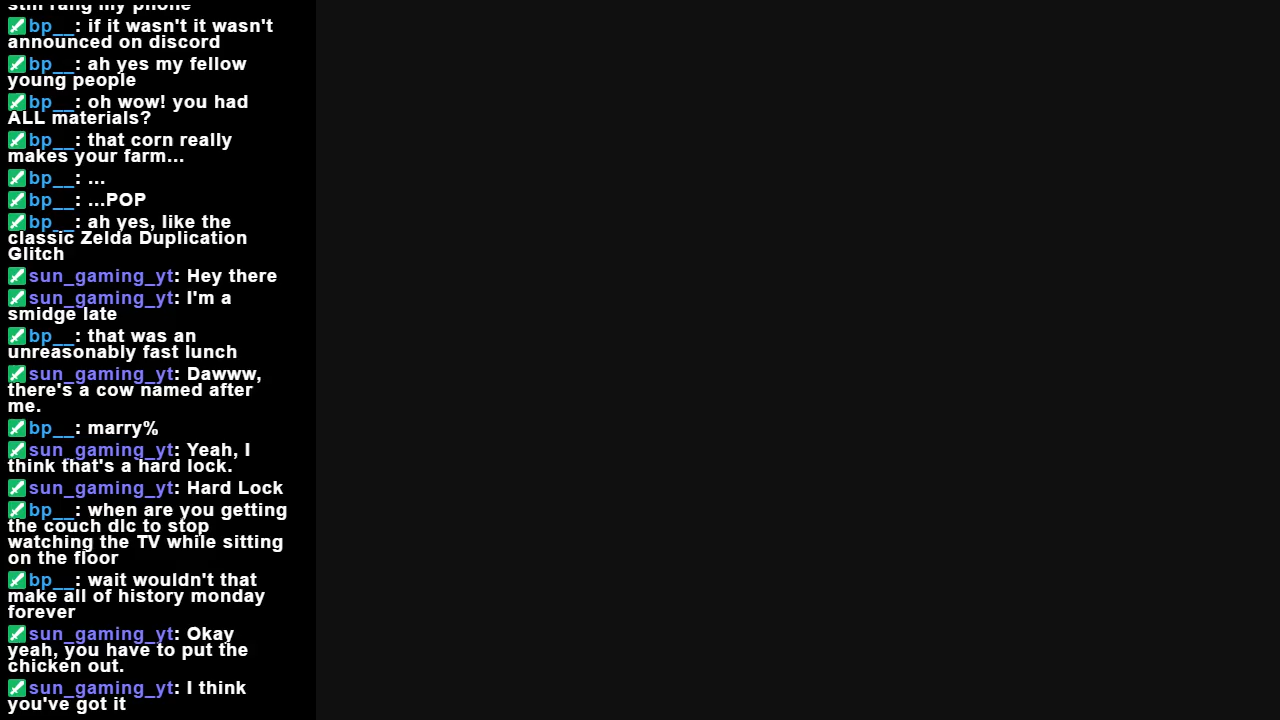 still rang my phone
bp__: if it wasn't it wasn't
announced on discord
bp__: ah yes my fellow
young people
bp__: oh wow! you had
ALL materials?
bp__: that corn really
makes your farm...
bp__: ...
bp__: ...POP
bp__: ah yes, like the
classic Zelda Duplication
Glitch
sun_gaming_yt: Hey there
sun_gaming_yt: I'm a
smidge late
bp__: that was an
unreasonably fast lunch
sun_gaming_yt: Dawww,
there's a cow named after
me.
bp__: marry%
sun_gaming_yt: Yeah, I
think that's a hard lock.
sun_gaming_yt: Hard Lock
bp__: when are you getting
the couch dlc to stop
watching the TV while sitting
on the floor
bp__: wait wouldn't that
make all of history monday
forever
sun_gaming_yt: Okay
yeah, you have to put the
chicken out.
sun_gaming_yt: I think
you've got it